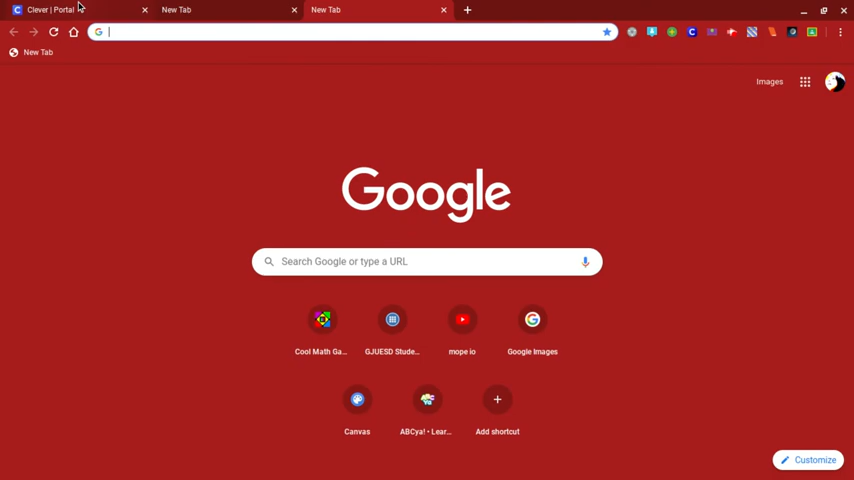 Clever | Portal
New Tab
New Tab
New Tab
Images
Google
Search Google or type a URL
Cool Math Ga...
GJUESD Stude...
mope io
Google Images
Canvas
ABCya! • Lear...
Add shortcut
Customize